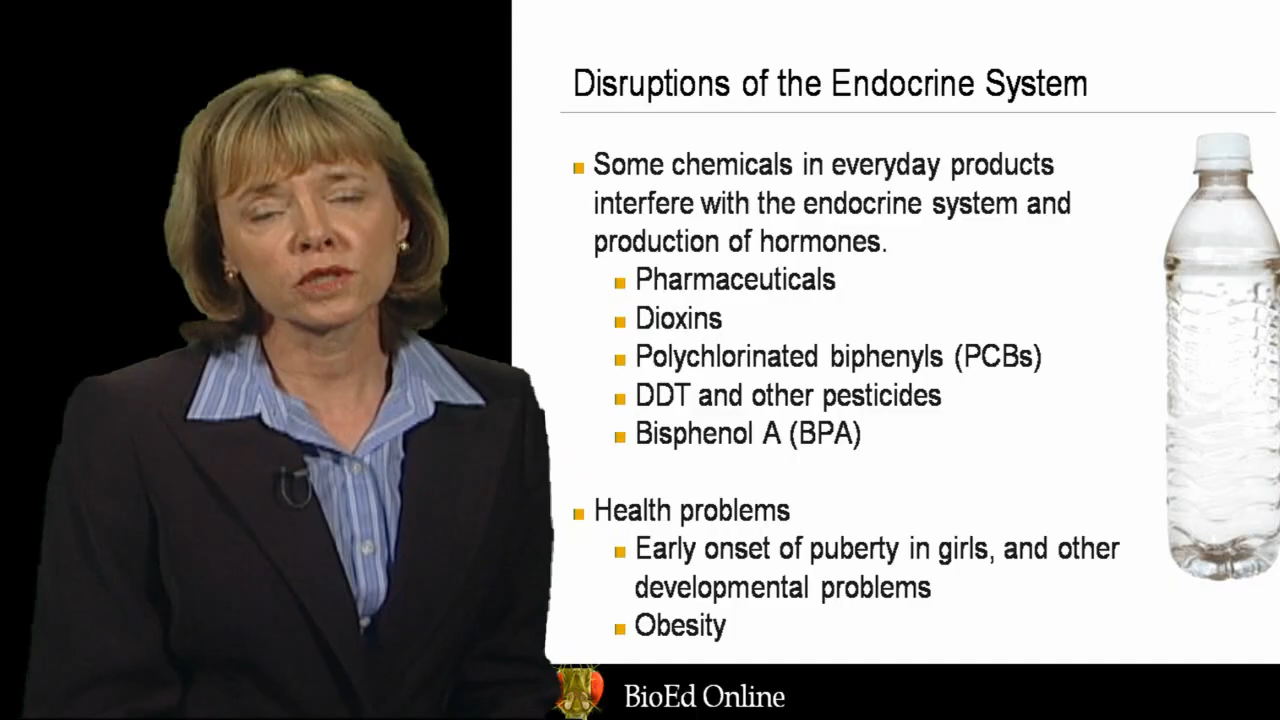 Disruptions of the Endocrine System
Some chemicals in everyday products
interfere with the endocrine system and
production of hormones.
Pharmaceuticals
Dioxins
Polychlorinated biphenyls (PCBs)
DDT and other pesticides
Bisphenol A (BPA)
Health problems
Early onset of puberty in girls, and other
developmental problems
Obesity
BioEd Online